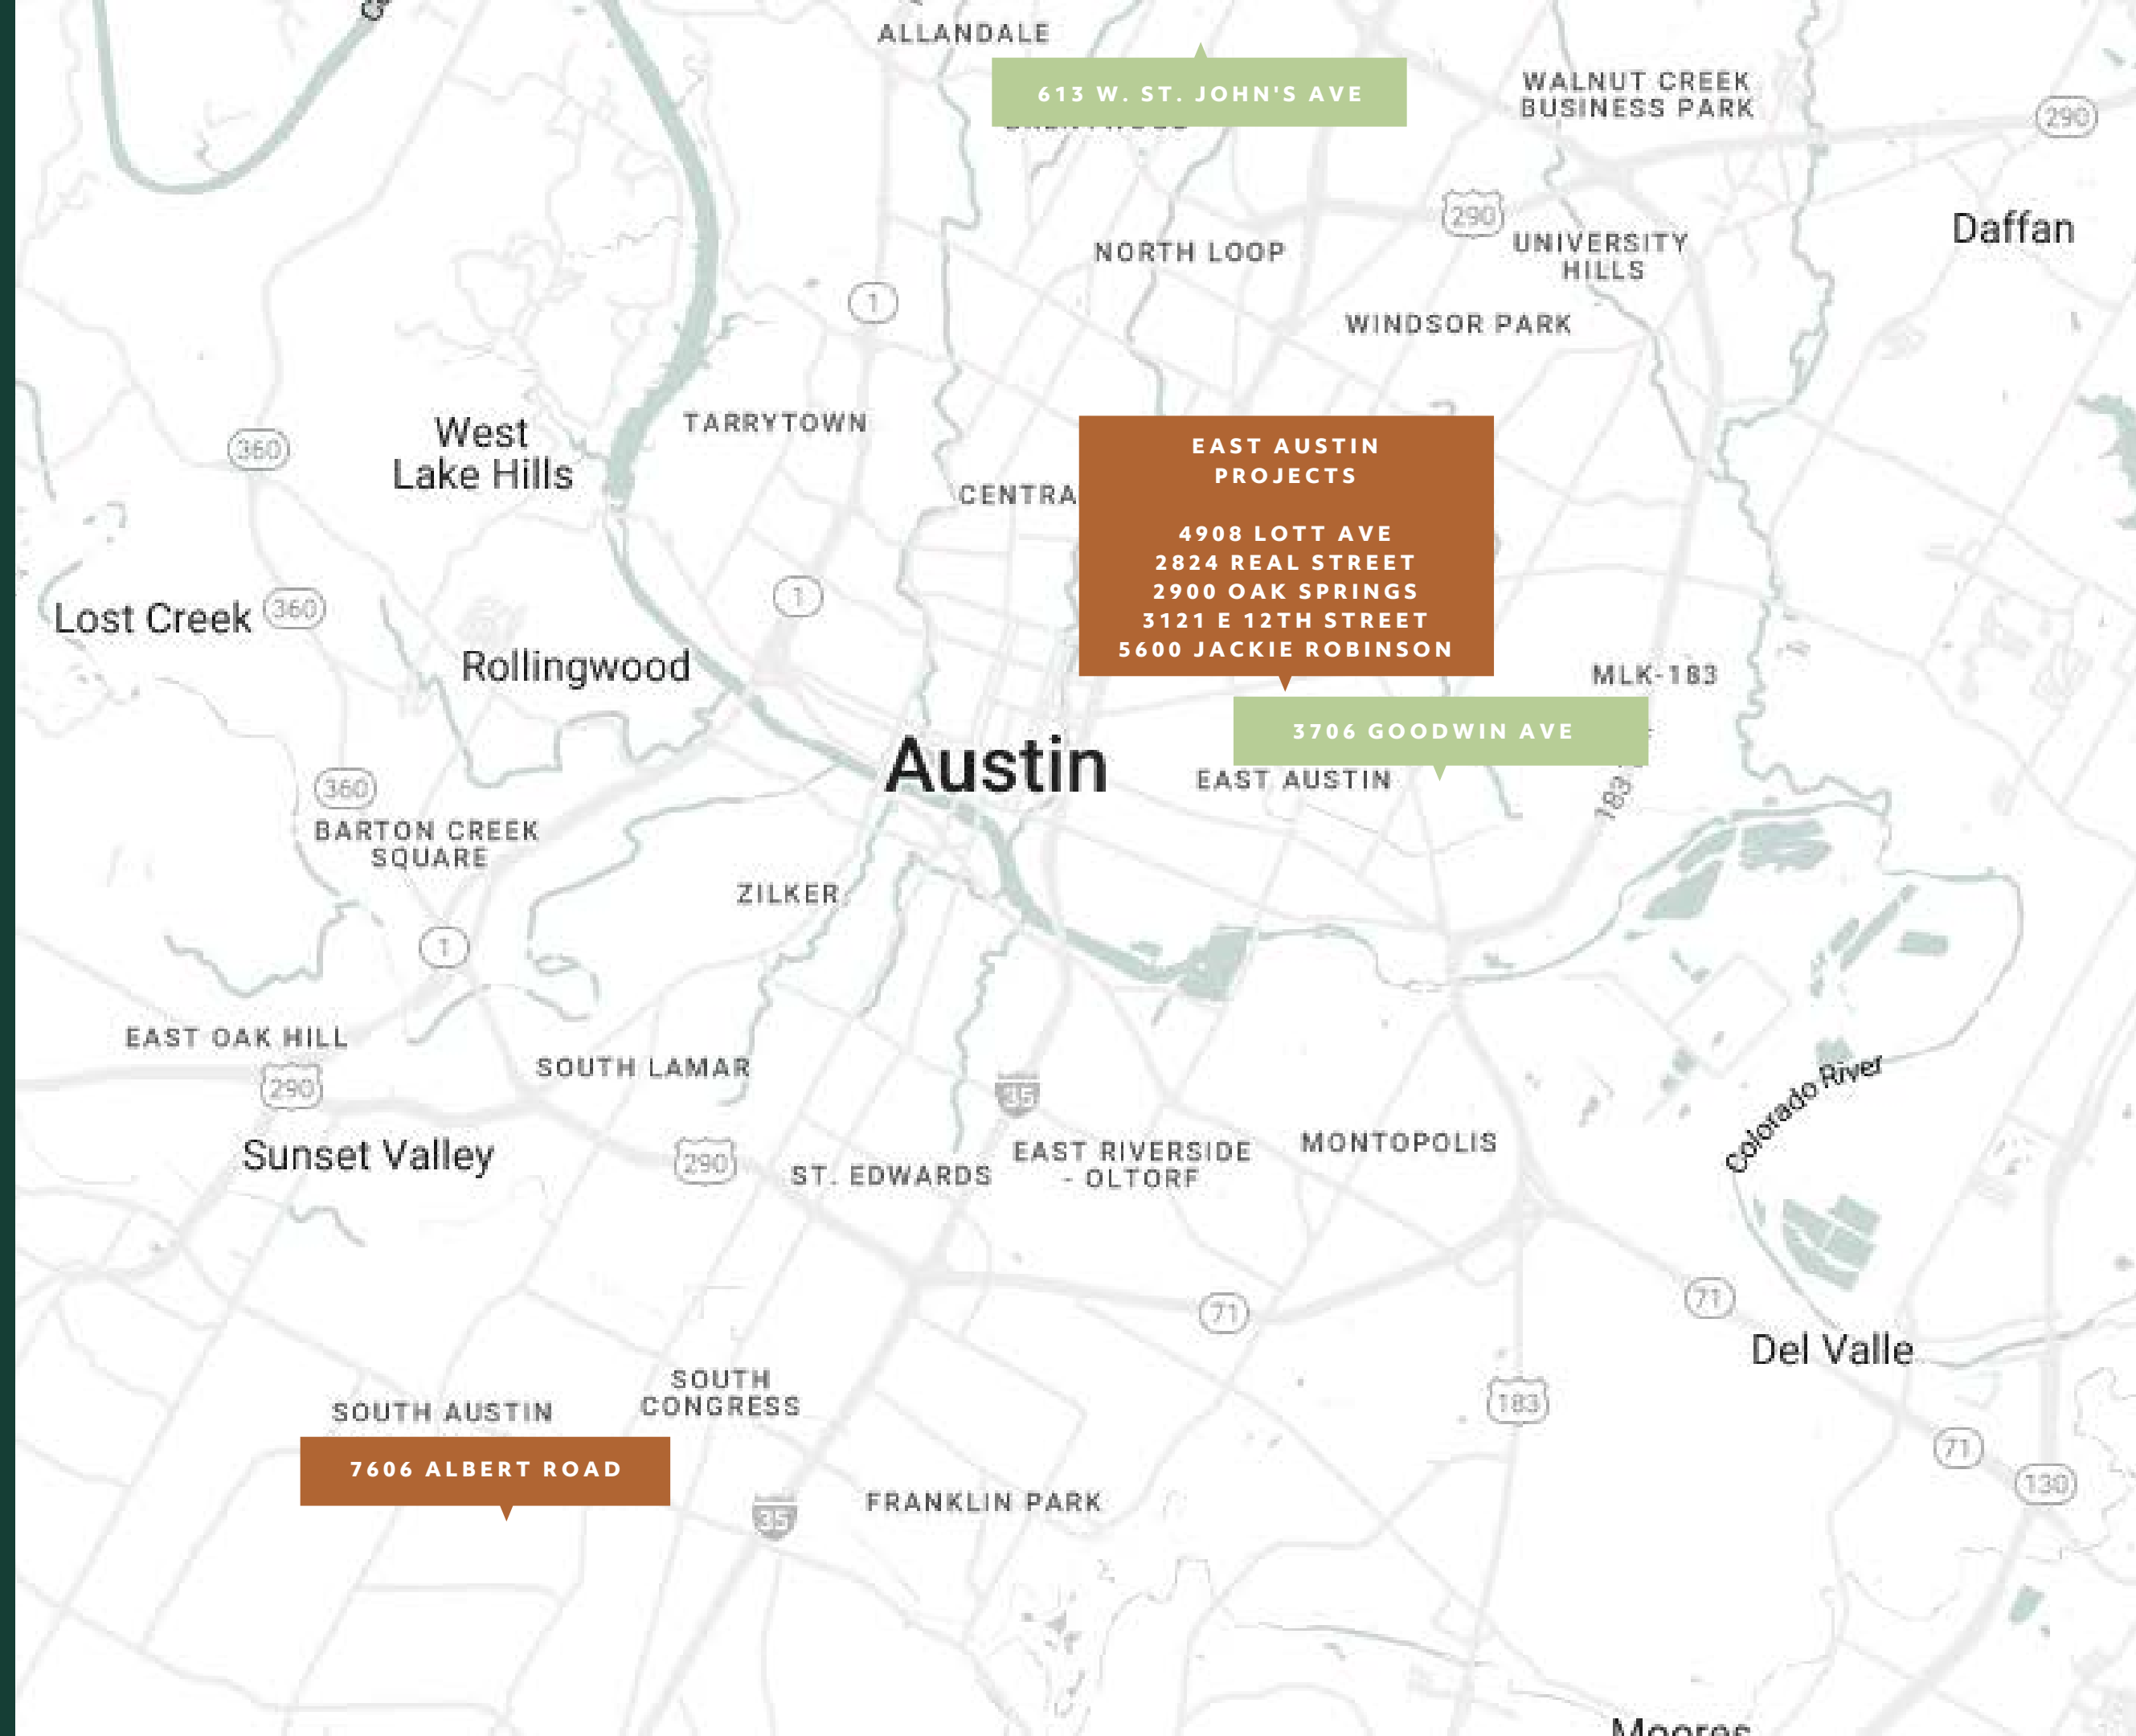 ALLANDALE
613 W. ST. JOHN'S AVE
WALNUT CREEK
BUSINESS PARK
290
290
Daffan
UNIVERSITY
HILLS
NORTH LOOP
1
WINDSOR PARK
West
Lake Hills
TARRYTOWN
360
CENTRA
EAST AUSTIN
PROJECTS
4908 LOTT AVE
2824 REAL STREET
2900 OAK SPRINGS
3121 E 12TH STREET
5600 JACKIE ROBINSON
1
Lost Creek
360
Rollingwood
MLK-183
3706 GOODWIN AVE
Austin
EAST AUSTIN
183
360
BARTON CREEK
SQUARE
ZILKER
1
EAST OAK HILL
290
SOUTH LAMAR
35
Colorado River
Sunset Valley
290
ST. EDWARDS
EAST RIVERSIDE
- OLTORF
MONTOPOLIS
71
71
Del Valle
SOUTH
CONGRESS
183
SOUTH AUSTIN
71
7606 ALBERT ROAD
130
35
FRANKLIN PARK
Moores